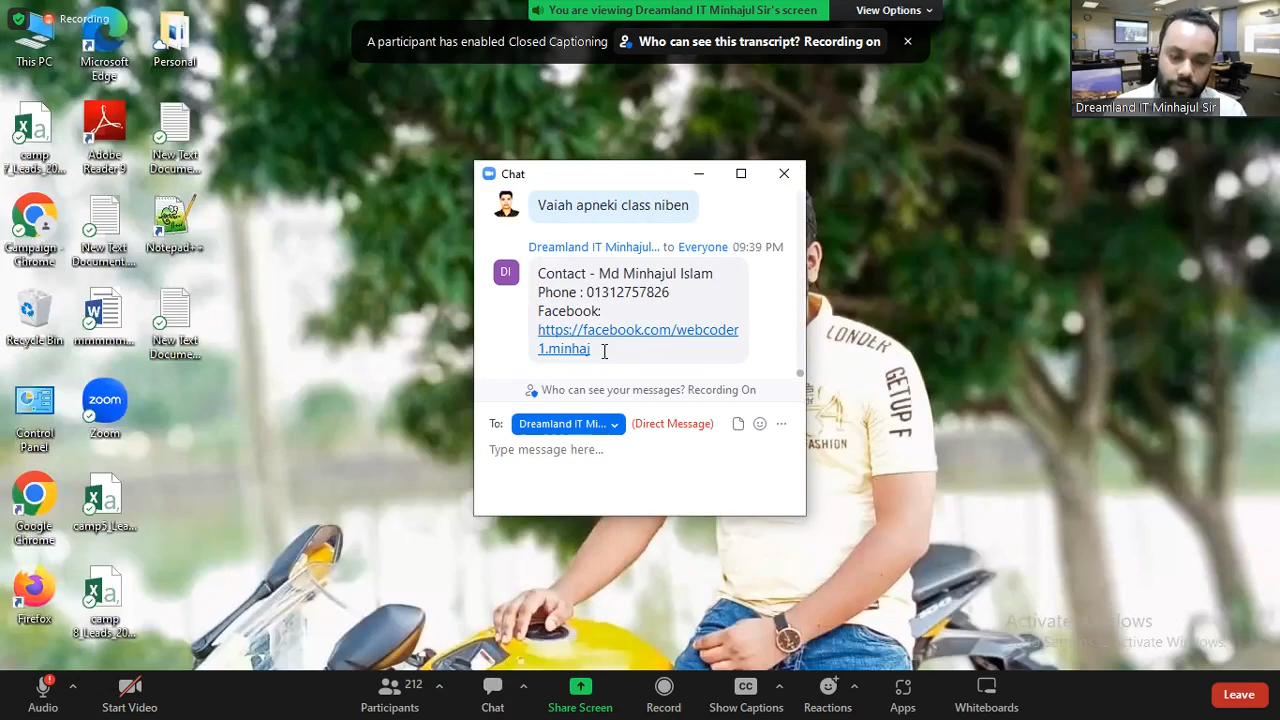 Recording
You are viewing Dreamland IT Minhajul Sir's screen
View Options
A participant has enabled Closed Captioning
Who can see this transcript? Recording on
Dreamland IT Minhajul Sir
This PC
Microsoft
Edge
Personal
camp
7_Leads_20...
Adobe
Reader 9
New Text
Docume...
Campaign -
Chrome
New Text
Document....
Notepad++
Recycle Bin
New Text
Docume...
Control
Panel
zoom
Zoom
Google
Chrome
camp5_Lea...
Firefox
camp
8_Leads_20...
Chat
Vaiah apneki class niben
Dreamland IT Minhajul... to Everyone 09:39 PM
DI
Contact - Md Minhajul Islam
Phone : 01312757826
Facebook:
https://facebook.com/webcoder
1.minhaj
Who can see your messages? Recording On
To: Dreamland IT Mi... (Direct Message)
Type message here...
LONDER
GETUP F
FASHION
Activate Windows
Activate Windows.
Audio
Start Video
212
Participants
Chat
Share Screen
Record
CC
Show Captions
Reactions
Apps
Whiteboards
Leave